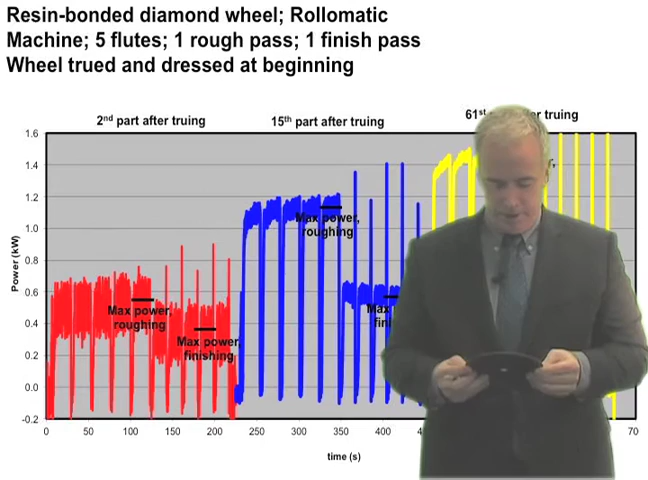 Resin-bonded diamond wheel; Rollomatic
Machine; 5 flutes; 1 rough pass; 1 finish pass
Wheel trued and dressed at beginning
2nd part after truing
15th part after truing
61st truing
1.6
1.4
1.2
1.0
0.8
0.6
0.4
0.2
0.0
-0.2
Power (kW)
Max power,
roughing
Max power,
finishing
Max power,
roughing
0
50
100
150
200
250
300
350
400
time (s)